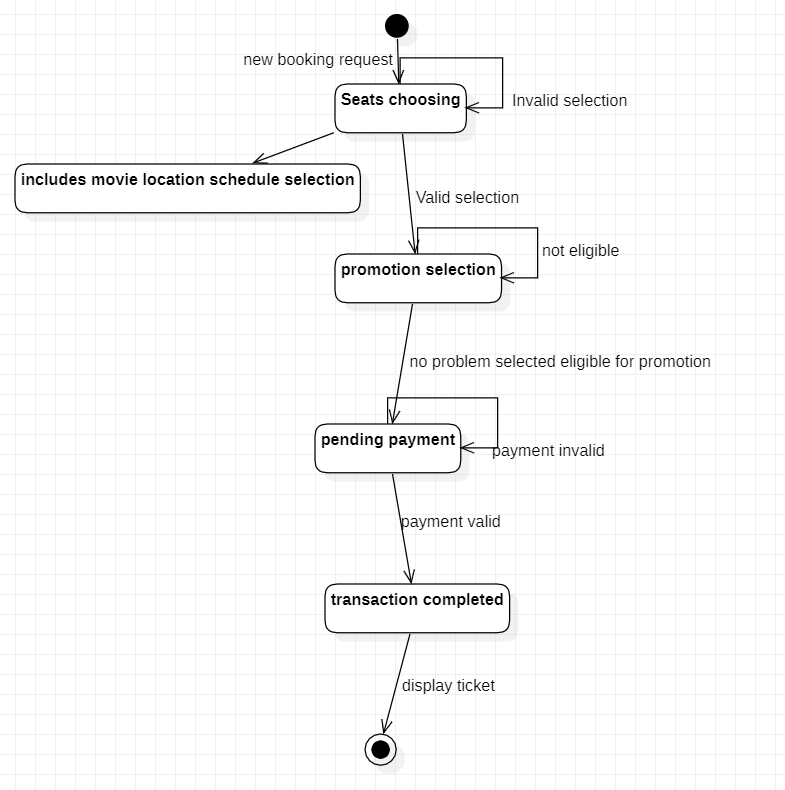 new booking request
Seats choosing
Invalid selection
includes movie location schedule selection
Valid selection
not eligible
promotion selection
no problem selected eligible for promotion
pending payment
payment invalid
payment valid
transaction completed
display ticket